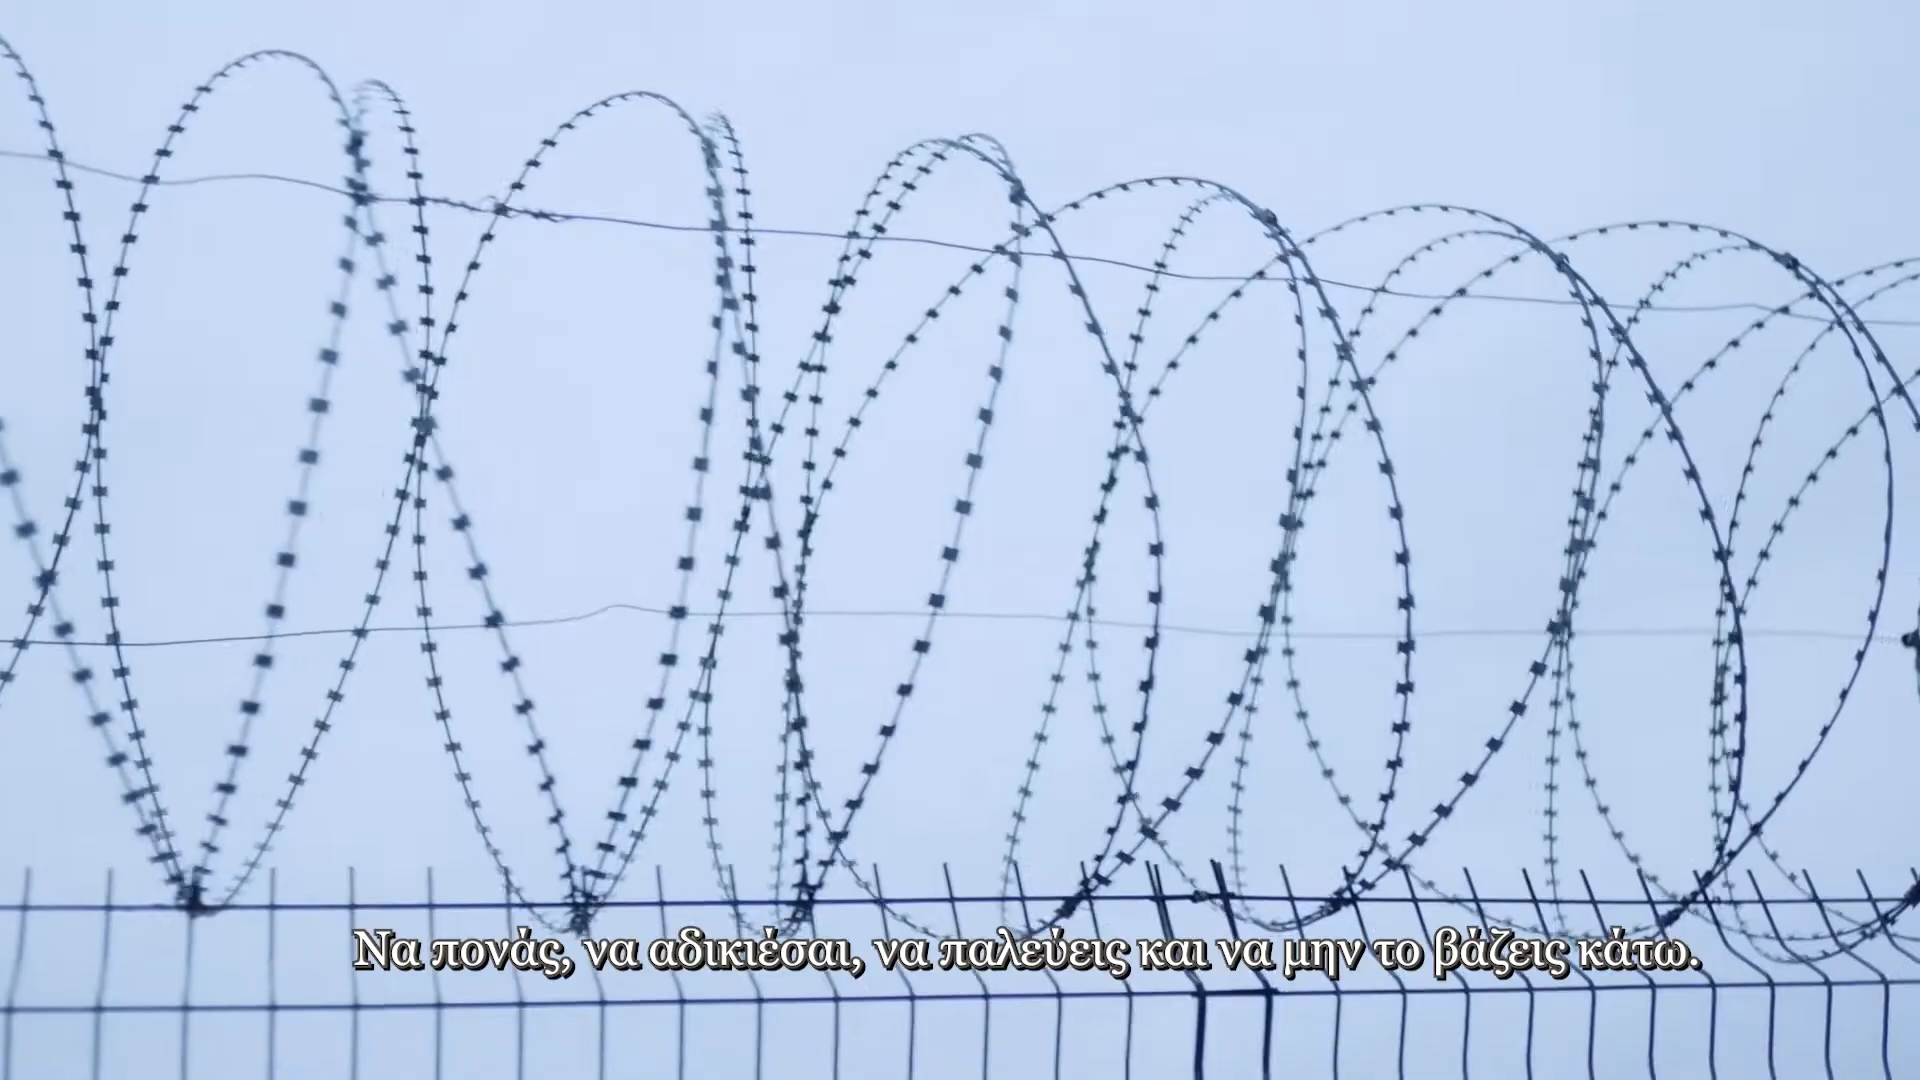 Να πονάς, να αδικιέσαι, να παλεύεις και να μην το βάζεις κάτω.